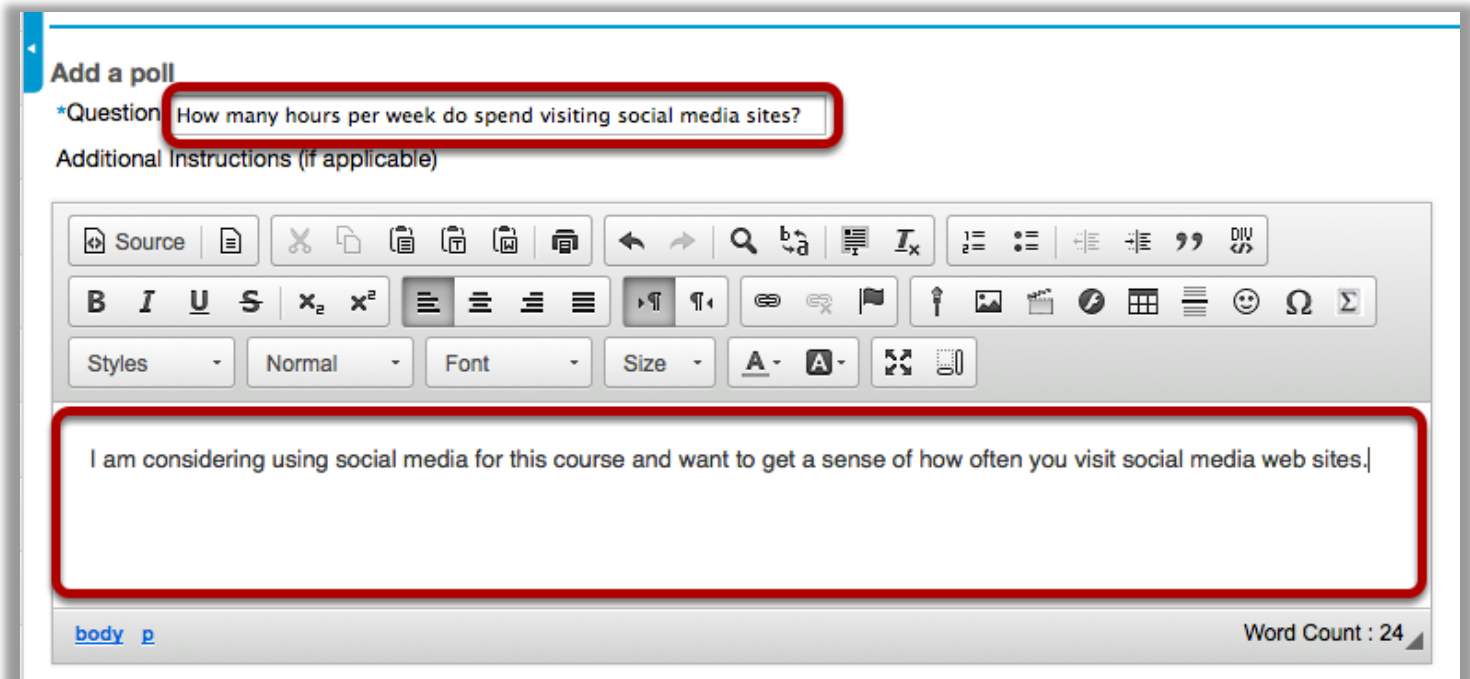 Add a poll
*Question How many hours per week do spend visiting social media sites?
Additional Instructions (if applicable)
Source
B I U S x₂ x² Ω Σ
Styles Normal Font Size A A
I am considering using social media for this course and want to get a sense of how often you visit social media web sites.
body p Word Count : 24